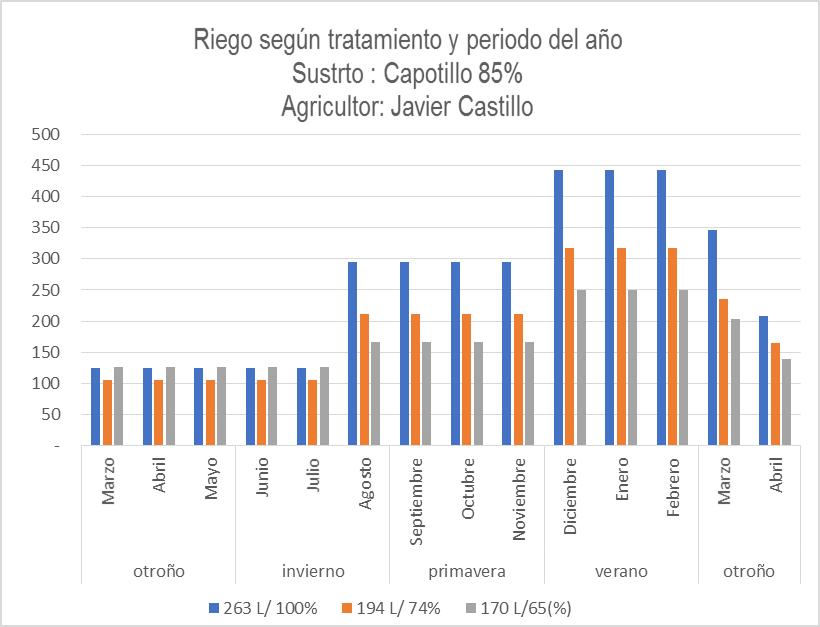 Riego según tratamiento y periodo del año
Sustrto : Capotillo 85%
Agricultor: Javier Castillo
500
450
400
350
300
250
200
150
100
50
-
Marzo Abril Mayo Junio Julio Agosto Septiembre Octubre Noviembre Diciembre Enero Febrero Marzo Abril
otroño invierno primavera verano otroño
263 L/ 100% 194 L/ 74% 170 L/65(%)